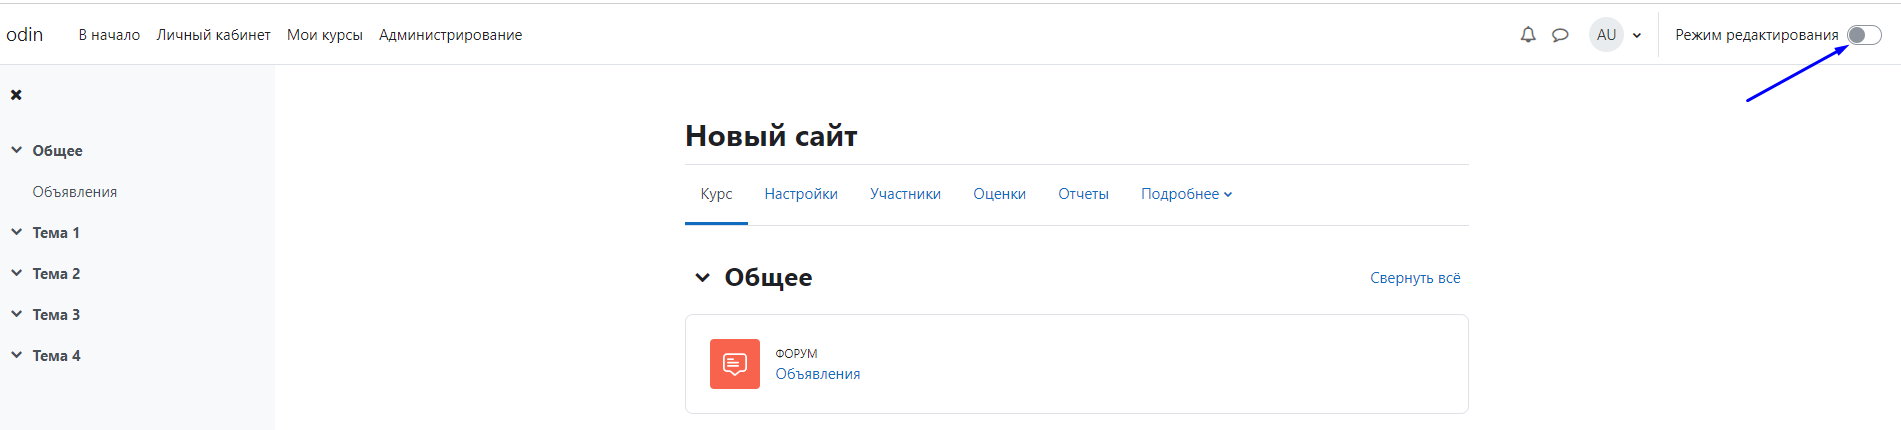 odin В начало Личный кабинет Мои курсы Администрирование AU Режим редактирования
Общее
Объявления
Тема 1
Тема 2
Тема 3
Тема 4
Новый сайт
Курс Настройки Участники Оценки Отчеты Подробнее
Общее Свернуть всё
ФОРУМ
Объявления